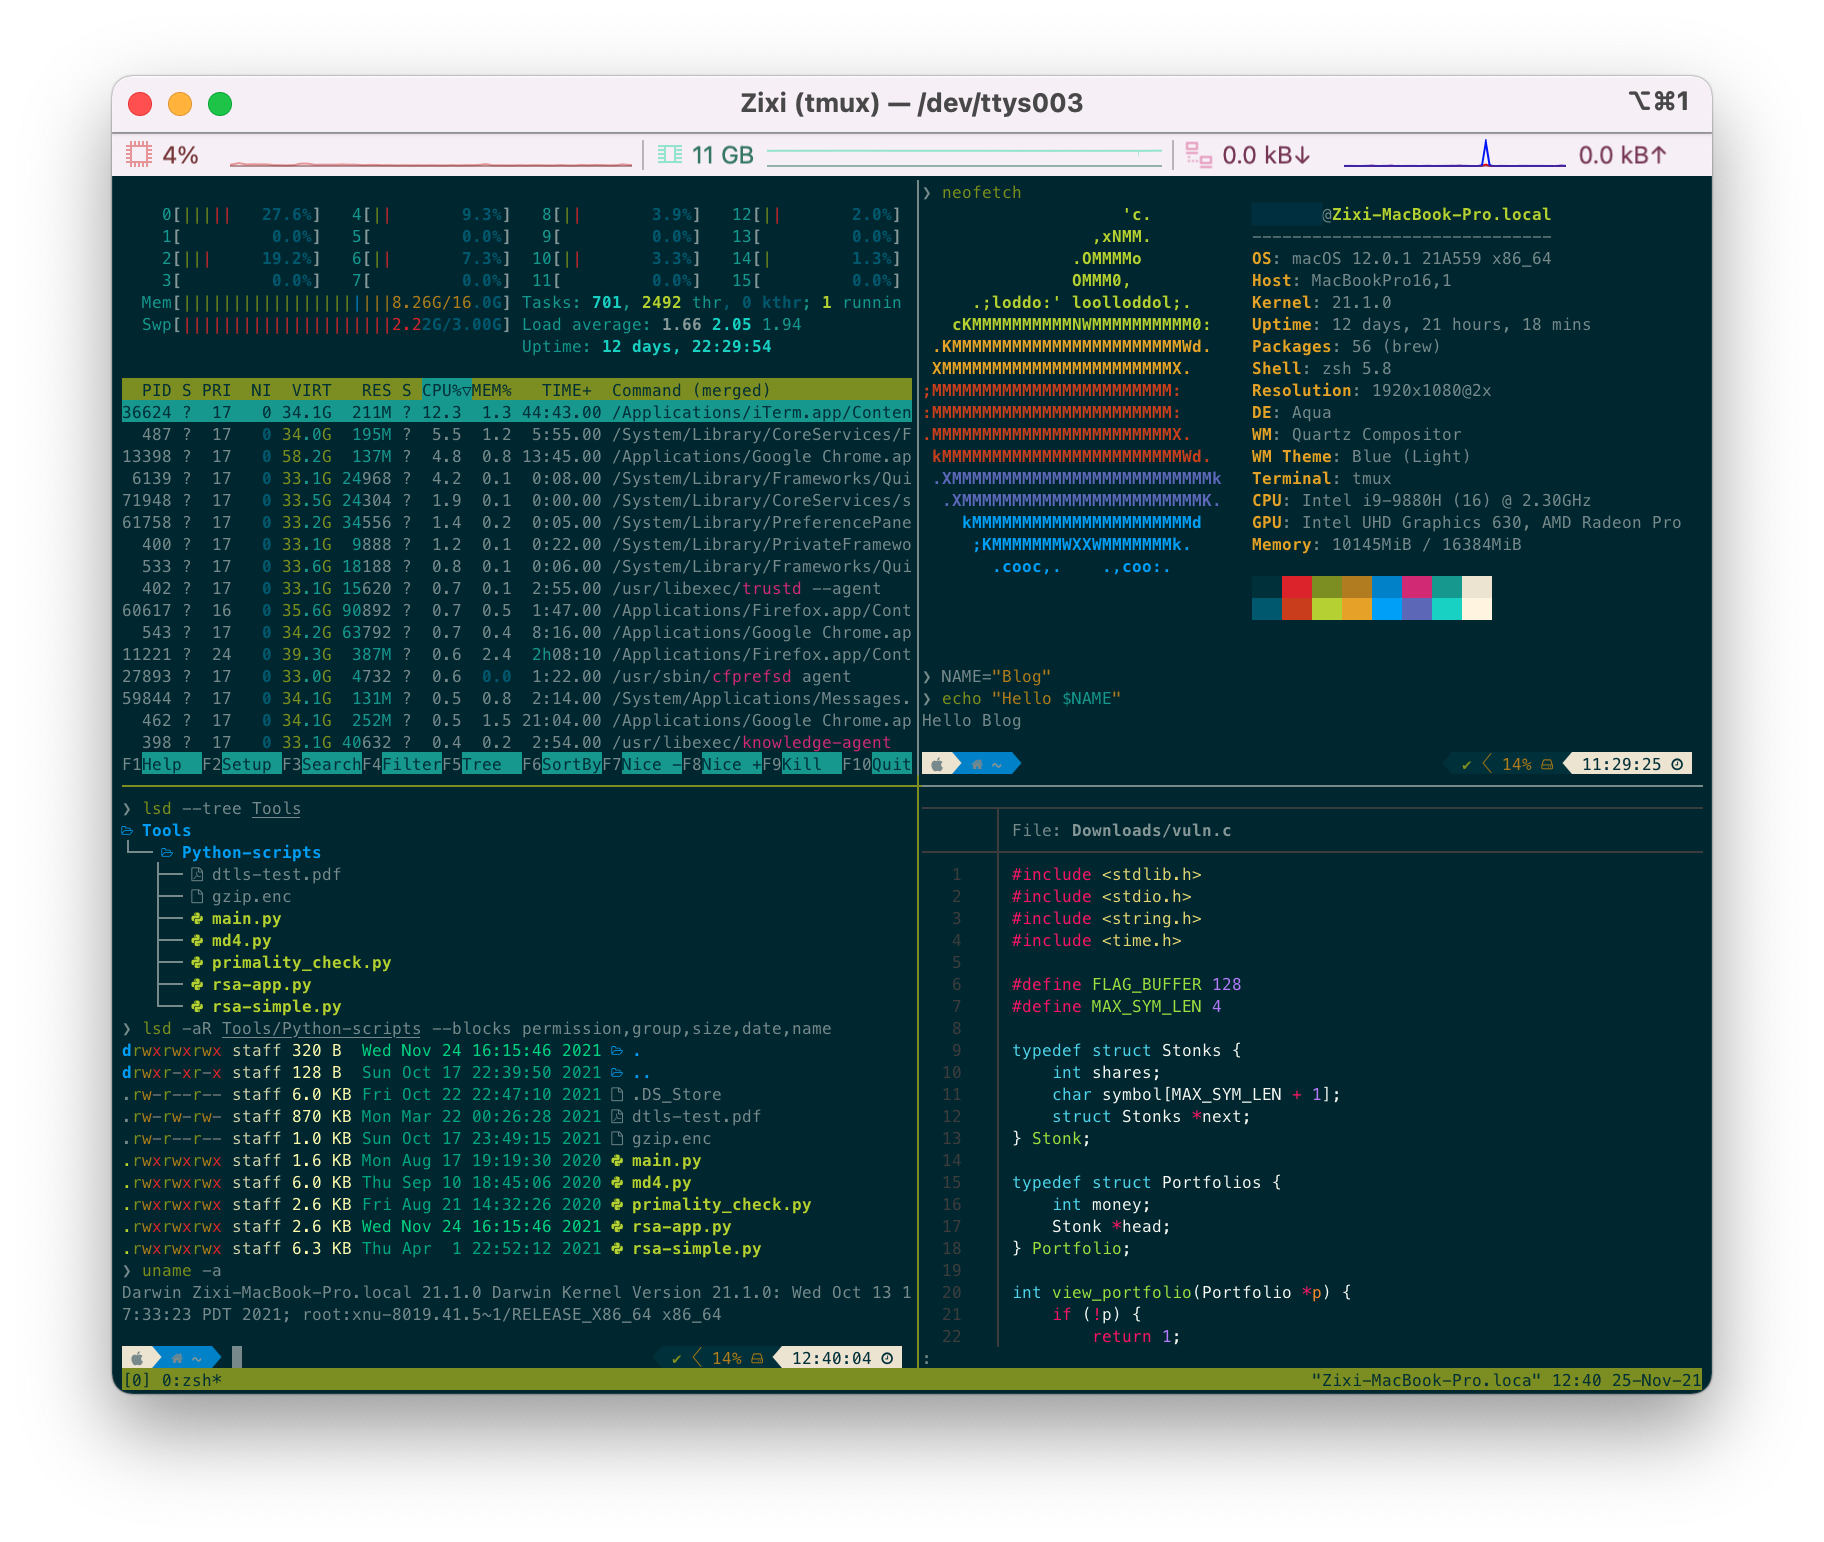 Zixi (tmux) — /dev/ttys003
⌥⌘1
4%
11 GB
0.0 kB↓
0.0 kB↑
0[||||| 27.6%] 4[|| 9.3%] 8[|| 3.9%] 12[|| 2.0%]
1[ 0.0%] 5[ 0.0%] 9[ 0.0%] 13[ 0.0%]
2[||| 19.2%] 6[|| 7.3%] 10[|| 3.3%] 14[| 1.3%]
3[ 0.0%] 7[ 0.0%] 11[ 0.0%] 15[ 0.0%]
Mem[|||||||||||||||||||||8.26G/16.0G] Tasks: 701, 2492 thr, 0 kthr; 1 runnin
Swp[|||||||||||||||||||||2.22G/3.00G] Load average: 1.66 2.05 1.94
Uptime: 12 days, 22:29:54
PID S PRI NI VIRT RES S CPU%▽MEM% TIME+ Command (merged)
36624 ? 17 0 34.1G 211M ? 12.3 1.3 44:43.00 /Applications/iTerm.app/Conten
487 ? 17 0 34.0G 195M ? 5.5 1.2 5:55.00 /System/Library/CoreServices/F
13398 ? 17 0 58.2G 137M ? 4.8 0.8 13:45.00 /Applications/Google Chrome.ap
6139 ? 17 0 33.1G 24968 ? 4.2 0.1 0:08.00 /System/Library/Frameworks/Qui
71948 ? 17 0 33.5G 24304 ? 1.9 0.1 0:00.00 /System/Library/CoreServices/s
61758 ? 17 0 33.2G 34556 ? 1.4 0.2 0:05.00 /System/Library/PreferencePane
400 ? 17 0 33.1G 9888 ? 1.2 0.1 0:22.00 /System/Library/PrivateFramewo
533 ? 17 0 33.6G 18188 ? 0.8 0.1 0:06.00 /System/Library/Frameworks/Qui
402 ? 17 0 33.1G 15620 ? 0.7 0.1 2:55.00 /usr/libexec/trustd --agent
60617 ? 16 0 35.6G 90892 ? 0.7 0.5 1:47.00 /Applications/Firefox.app/Cont
543 ? 17 0 34.2G 63792 ? 0.7 0.4 8:16.00 /Applications/Google Chrome.ap
11221 ? 24 0 39.3G 387M ? 0.6 2.4 2h08:10 /Applications/Firefox.app/Cont
27893 ? 17 0 33.0G 4732 ? 0.6 0.0 1:22.00 /usr/sbin/cfprefsd agent
59844 ? 17 0 34.1G 131M ? 0.5 0.8 2:14.00 /System/Applications/Messages.
462 ? 17 0 34.1G 252M ? 0.5 1.5 21:04.00 /Applications/Google Chrome.ap
398 ? 17 0 33.1G 40632 ? 0.4 0.2 2:54.00 /usr/libexec/knowledge-agent
F1Help F2Setup F3SearchF4FilterF5Tree F6SortByF7Nice -F8Nice +F9Kill F10Quit
❯ neofetch
'c.
,xNMM.
.OMMMMo
OMMM0,
.;loddo:' loolloddol;.
cKMMMMMMMMMMNWMMMMMMMMMM0:
.KMMMMMMMMMMMMMMMMMMMMMMMWd.
XMMMMMMMMMMMMMMMMMMMMMMMX.
;MMMMMMMMMMMMMMMMMMMMMMMM:
:MMMMMMMMMMMMMMMMMMMMMMMM:
.MMMMMMMMMMMMMMMMMMMMMMMMX.
kMMMMMMMMMMMMMMMMMMMMMMMMWd.
.XMMMMMMMMMMMMMMMMMMMMMMMMMMk
.XMMMMMMMMMMMMMMMMMMMMMMMMK.
kMMMMMMMMMMMMMMMMMMMMMMd
;KMMMMMMMWXXWMMMMMMMk.
.cooc,. .,coo:.
@Zixi-MacBook-Pro.local
------------------------------
OS: macOS 12.0.1 21A559 x86_64
Host: MacBookPro16,1
Kernel: 21.1.0
Uptime: 12 days, 21 hours, 18 mins
Packages: 56 (brew)
Shell: zsh 5.8
Resolution: 1920x1080@2x
DE: Aqua
WM: Quartz Compositor
WM Theme: Blue (Light)
Terminal: tmux
CPU: Intel i9-9880H (16) @ 2.30GHz
GPU: Intel UHD Graphics 630, AMD Radeon Pro
Memory: 10145MiB / 16384MiB
❯ NAME="Blog"
❯ echo "Hello $NAME"
Hello Blog
~ ✔ 14% 11:29:25
❯ lsd --tree Tools
Tools
└── Python-scripts
├── dtls-test.pdf
├── gzip.enc
├── main.py
├── md4.py
├── primality_check.py
├── rsa-app.py
└── rsa-simple.py
❯ lsd -aR Tools/Python-scripts --blocks permission,group,size,date,name
drwxrwxrwx staff 320 B Wed Nov 24 16:15:46 2021 .
drwxr-xr-x staff 128 B Sun Oct 17 22:39:50 2021 ..
.rw-r--r-- staff 6.0 KB Fri Oct 22 22:47:10 2021 .DS_Store
.rw-rw-rw- staff 870 KB Mon Mar 22 00:26:28 2021 dtls-test.pdf
.rw-r--r-- staff 1.0 KB Sun Oct 17 23:49:15 2021 gzip.enc
.rwxrwxrwx staff 1.6 KB Mon Aug 17 19:19:30 2020 main.py
.rwxrwxrwx staff 6.0 KB Thu Sep 10 18:45:06 2020 md4.py
.rwxrwxrwx staff 2.6 KB Fri Aug 21 14:32:26 2020 primality_check.py
.rwxrwxrwx staff 2.6 KB Wed Nov 24 16:15:46 2021 rsa-app.py
.rwxrwxrwx staff 6.3 KB Thu Apr 1 22:52:12 2021 rsa-simple.py
❯ uname -a
Darwin Zixi-MacBook-Pro.local 21.1.0 Darwin Kernel Version 21.1.0: Wed Oct 13 1
7:33:23 PDT 2021; root:xnu-8019.41.5~1/RELEASE_X86_64 x86_64
~ ✔ 14% 12:40:04
File: Downloads/vuln.c
1 #include <stdlib.h>
2 #include <stdio.h>
3 #include <string.h>
4 #include <time.h>
5
6 #define FLAG_BUFFER 128
7 #define MAX_SYM_LEN 4
8
9 typedef struct Stonks {
10 int shares;
11 char symbol[MAX_SYM_LEN + 1];
12 struct Stonks *next;
13 } Stonk;
14
15 typedef struct Portfolios {
16 int money;
17 Stonk *head;
18 } Portfolio;
19
20 int view_portfolio(Portfolio *p) {
21 if (!p) {
22 return 1;
:
[0] 0:zsh*
"Zixi-MacBook-Pro.loca" 12:40 25-Nov-21